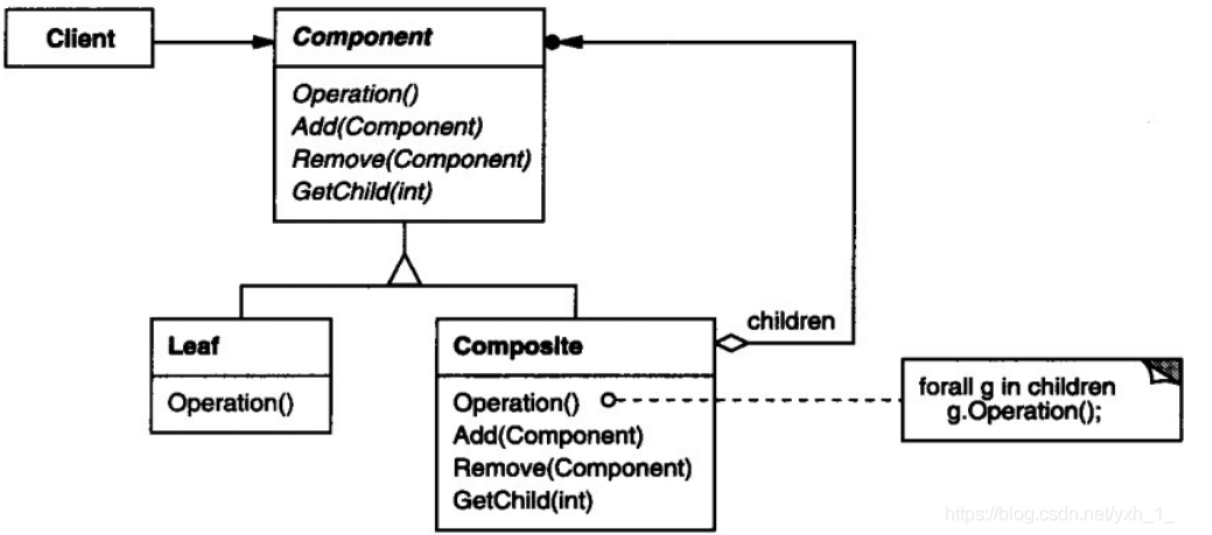 Client
Component
Operation()
Add(Component)
Remove(Component)
GetChild(int)
children
Leaf
Operation()
Composite
Operation()
Add(Component)
Remove(Component)
GetChild(int)
forall g in children
g.Operation();
https://blog.csdn.net/yxh_1_